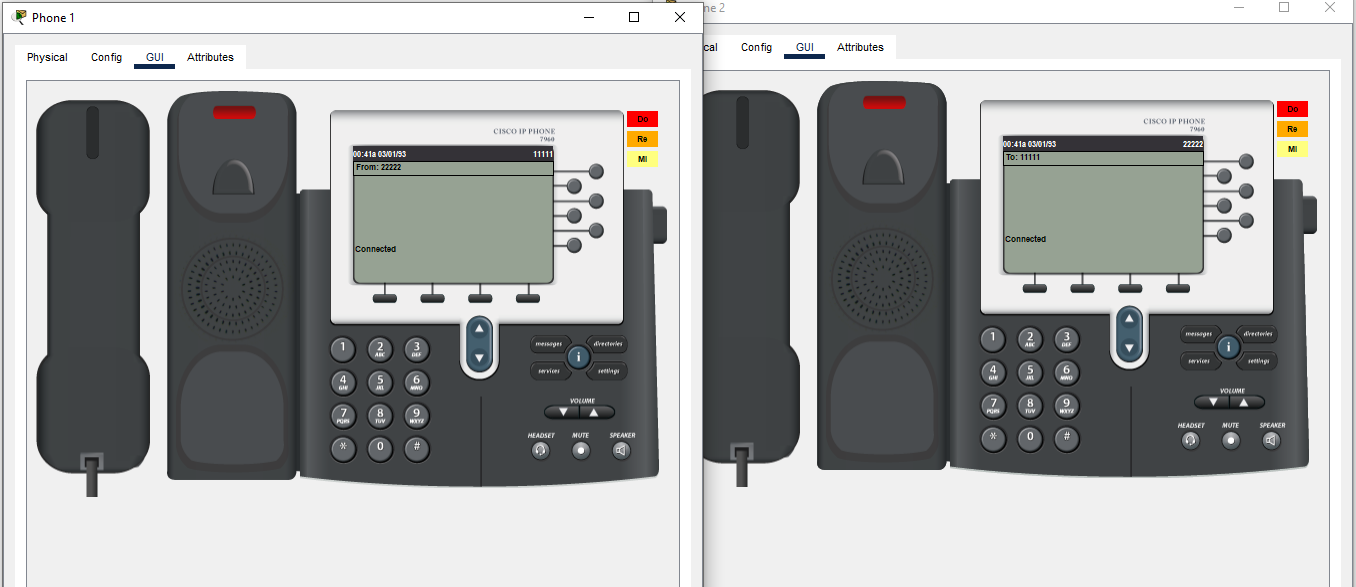 Phone 1
Physical Config GUI Attributes
CISCO IP PHONE
7960
00:41a 03/01/93 11111
From: 22222
Connected
Do
Re
MI
1 2 ABC 3 DEF
4 GHI 5 JKL 6 MNO
7 PQRS 8 TUV 9 WXYZ
* 0 #
messages directories
i
services settings
VOLUME
HEADSET MUTE SPEAKER
ne 2
cal Config GUI Attributes
CISCO IP PHONE
7960
00:41a 03/01/93 22222
To: 11111
Connected
Do
Re
MI
1 2 ABC 3 DEF
4 GHI 5 JKL 6 MNO
7 PQRS 8 TUV 9 WXYZ
* 0 #
messages directories
i
services settings
VOLUME
HEADSET MUTE SPEAKER